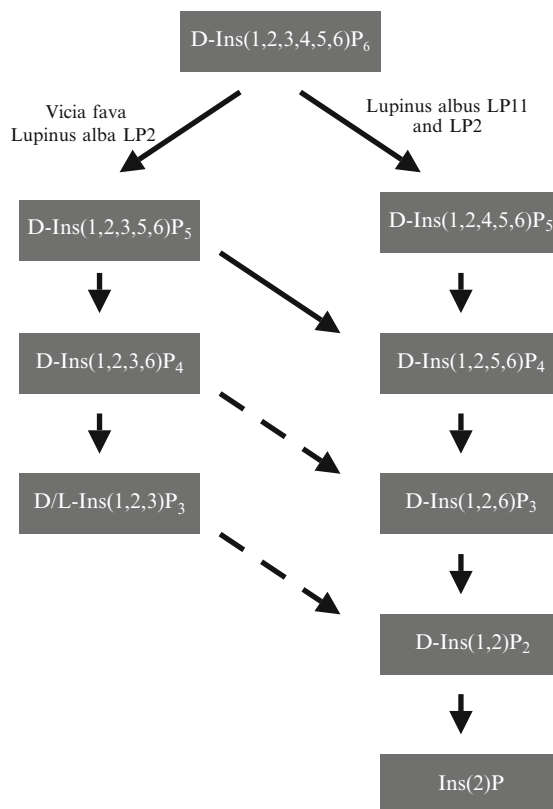 D-Ins(1,2,3,4,5,6)P₆
Vicia fava
Lupinus alba LP2
Lupinus albus LP11
and LP2
D-Ins(1,2,3,5,6)P₅
D-Ins(1,2,4,5,6)P₅
D-Ins(1,2,3,6)P₄
D-Ins(1,2,5,6)P₄
D/L-Ins(1,2,3)P₃
D-Ins(1,2,6)P₃
D-Ins(1,2)P₂
Ins(2)P